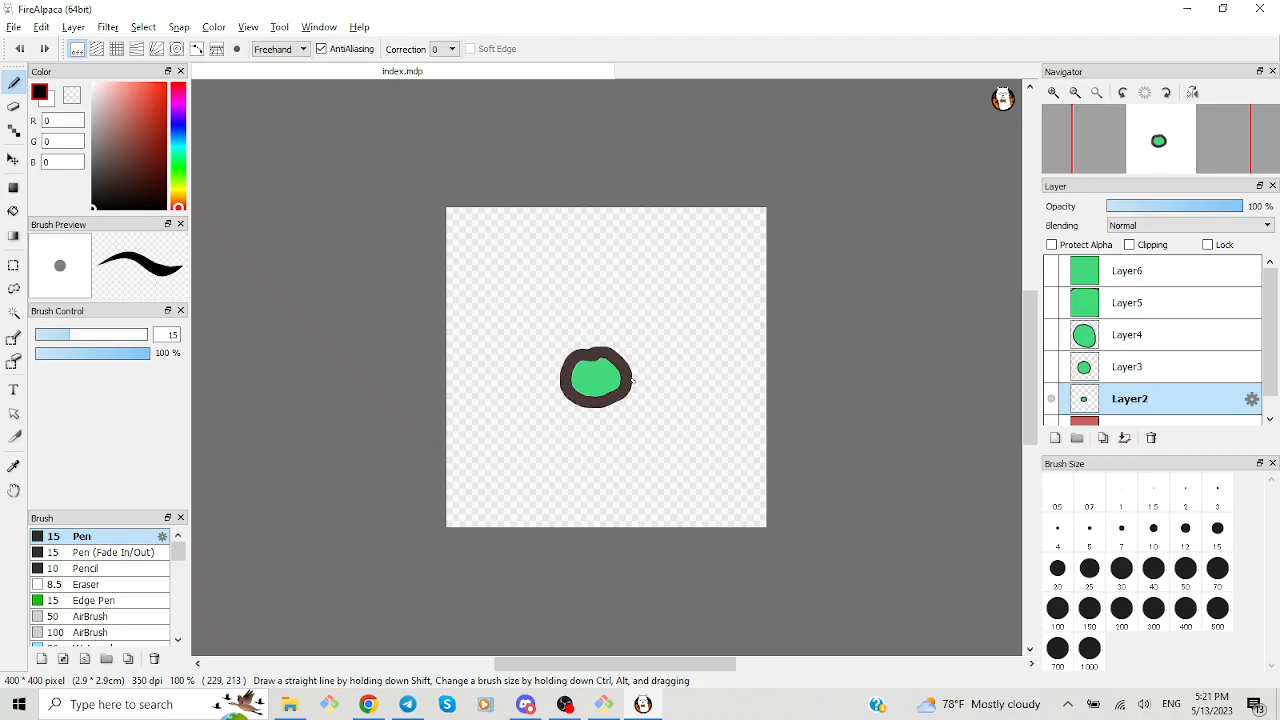 FireAlpaca (64bit)
File Edit Layer Filter Select Snap Color View Tool Window Help
Freehand AntiAliasing Correction 0 Soft Edge
Color
index.mdp
Navigator
R 0
G 0
B 0
Layer
Opacity 100 %
Blending Normal
Protect Alpha Clipping Lock
Brush Preview
Layer6
Layer5
Brush Control
15
Layer4
100 %
Layer3
Layer2
Brush Size
0.5 0.7 1 1.5 2 3
Brush
15 Pen
4 5 7 10 12 15
15 Pen (Fade In/Out)
10 Pencil
8.5 Eraser
20 25 30 40 50 70
15 Edge Pen
50 AirBrush
100 150 200 300 400 500
100 AirBrush
700 1000
400 * 400 pixel (2.9 * 2.9cm) 350 dpi 100 % (229, 213) Draw a straight line by holding down Shift, Change a brush size by holding down Ctrl, Alt, and dragging
Type here to search
78°F Mostly cloudy
ENG
5:21 PM
5/13/2023
13